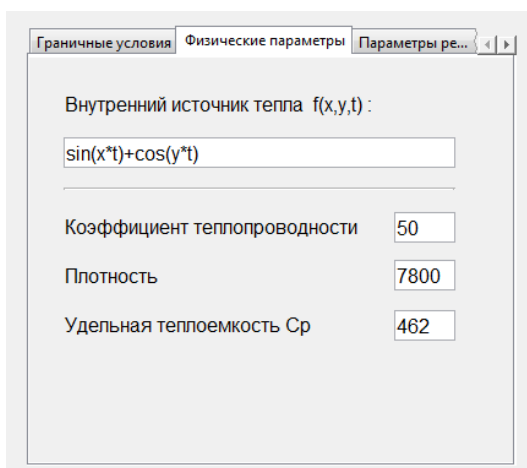 Граничные условия Физические параметры Параметры ре...
Внутренний источник тепла f(x,y,t) :
sin(x*t)+cos(y*t)
Коэффициент теплопроводности 50
Плотность 7800
Удельная теплоемкость Cp 462